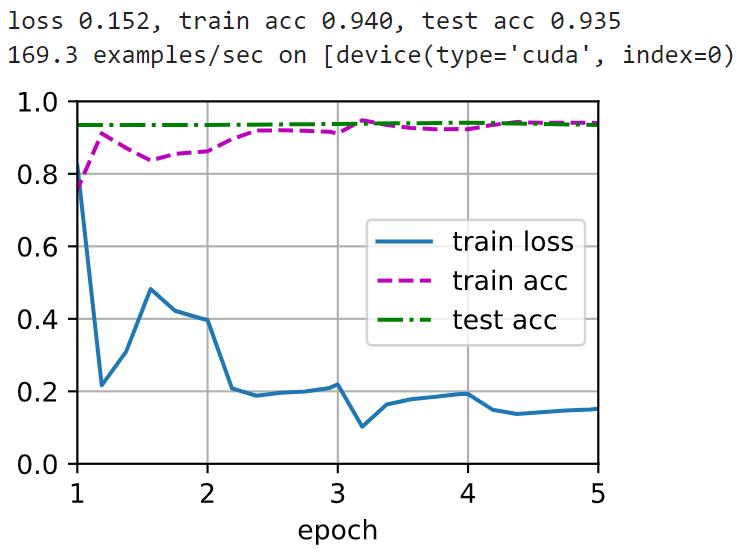 loss 0.152, train acc 0.940, test acc 0.935
169.3 examples/sec on [device(type='cuda', index=0)
1.0
0.8
0.6
0.4
0.2
0.0
train loss
train acc
test acc
1 2 3 4 5
epoch